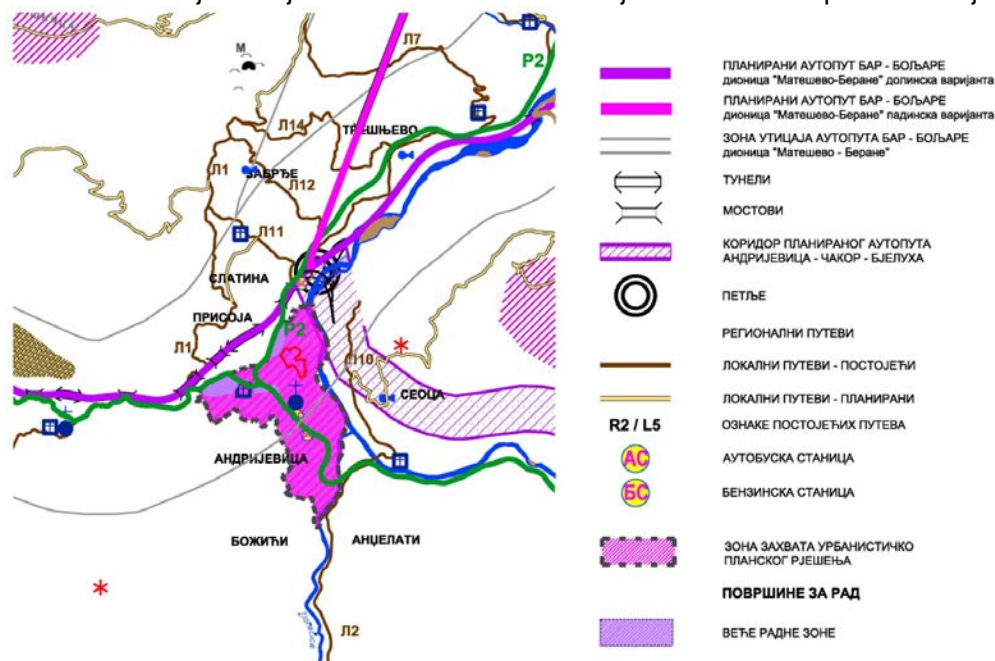 Л7
Р2
М
Л14
ТРЕШЊЕВО
Л1
ЗАБРЂЕ
Л12
Л11
СЛАТИНА
ПРИСОЈА
Р2
Л1
Л10
СЕОЦА
АНДРИЈЕВИЦА
БОЖИЋИ
АНЏЕЛАТИ
Л2
ПЛАНИРАНИ АУТОПУТ БАР - БОЉАРЕ
дионица "Матешево-Беране" долинска варијанта
ПЛАНИРАНИ АУТОПУТ БАР - БОЉАРЕ
дионица "Матешево-Беране" падинска варијанта
ЗОНА УТИЦАЈА АУТОПУТА БАР - БОЉАРЕ
дионица "Матешево - Беране"
ТУНЕЛИ
МОСТОВИ
КОРИДОР ПЛАНИРАНОГ АУТОПУТА
АНДРИЈЕВИЦА - ЧАКОР - БЈЕЛУХА
ПЕТЉЕ
РЕГИОНАЛНИ ПУТЕВИ
ЛОКАЛНИ ПУТЕВИ - ПОСТОЈЕЋИ
ЛОКАЛНИ ПУТЕВИ - ПЛАНИРАНИ
R2 / L5 ОЗНАКЕ ПОСТОЈЕЋИХ ПУТЕВА
АС АУТОБУСКА СТАНИЦА
БС БЕНЗИНСКА СТАНИЦА
ЗОНА ЗАХВАТА УРБАНИСТИЧКО
ПЛАНСКОГ РЈЕШЕЊА
ПОВРШИНЕ ЗА РАД
ВЕЋЕ РАДНЕ ЗОНЕ